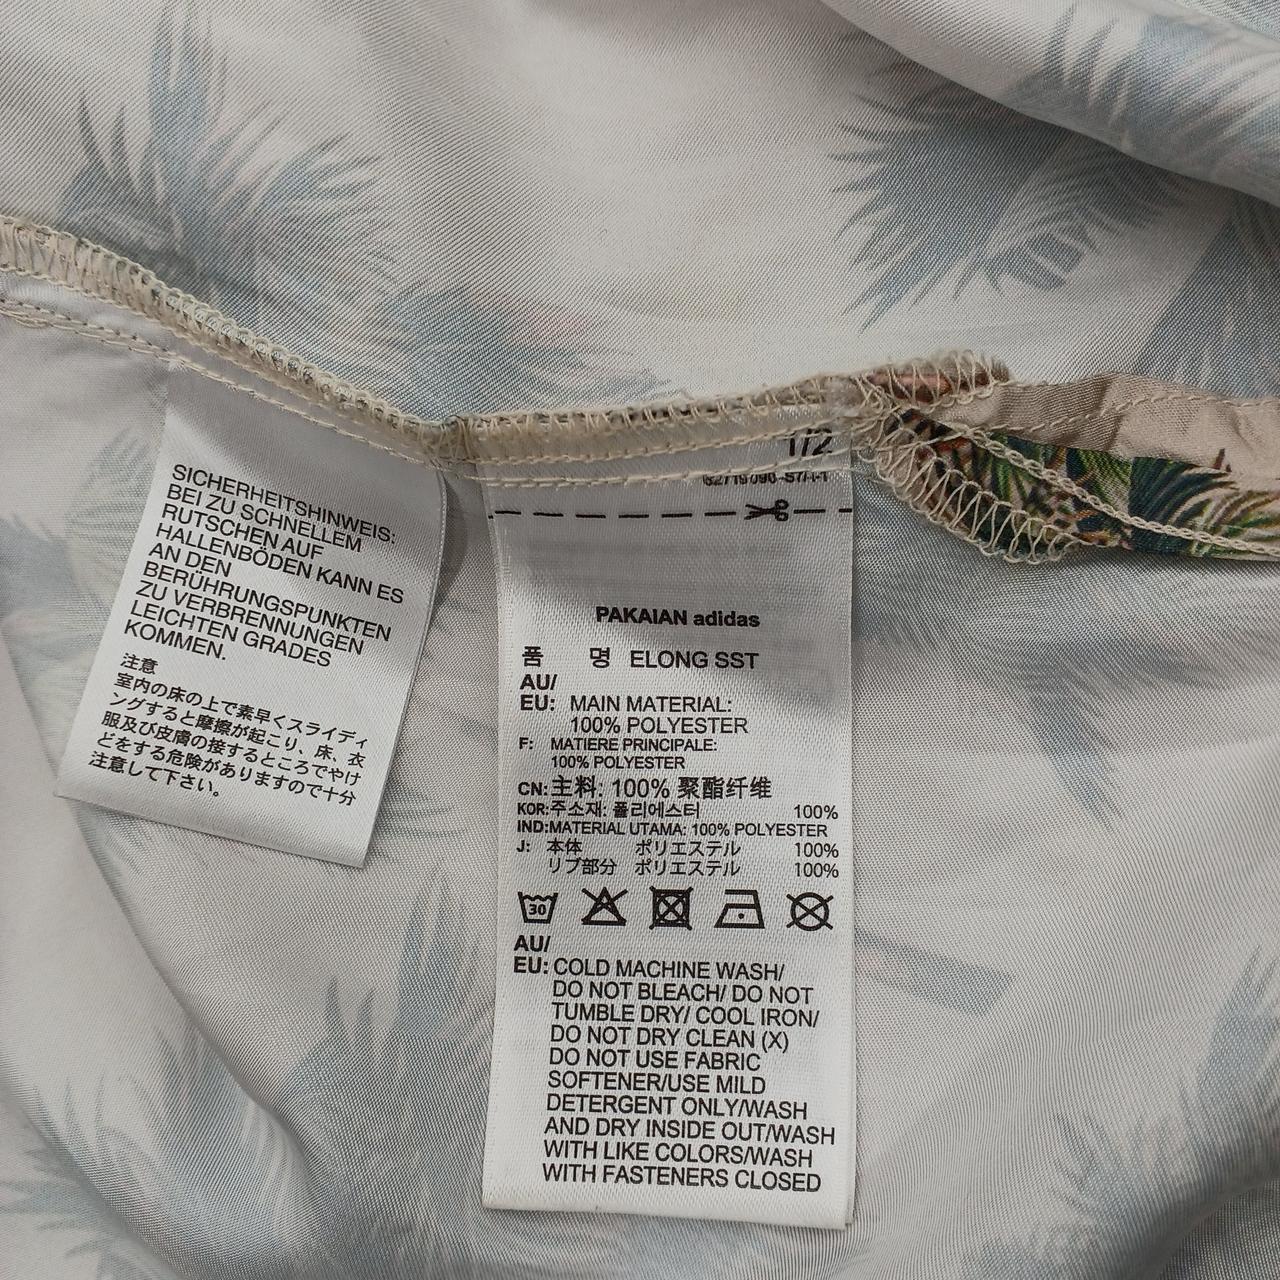 SICHERHEITSHINWEIS:
BEI ZU SCHNELLEM
RUTSCHEN AUF
HALLENBÖDEN KANN ES
AN DEN
BERÜHRUNGSPUNKTEN
ZU VERBRENNUNGEN
LEICHTEN GRADES
KOMMEN.
注意
室内の床の上で素早くスライディ
ングすると摩擦が起こり、床、衣
服及び皮膚の接するところでやけ
どをする危険がありますので十分
注意して下さい。
1/2
PAKAIAN adidas
품 명 ELONG SST
AU/
EU: MAIN MATERIAL:
100% POLYESTER
F: MATIERE PRINCIPALE:
100% POLYESTER
CN: 主料: 100% 聚酯纤维
KOR:주소재: 폴리에스터 100%
IND:MATERIAL UTAMA: 100% POLYESTER
J: 本体 ポリエステル 100%
リブ部分 ポリエステル 100%
30
AU/
EU: COLD MACHINE WASH/
DO NOT BLEACH/ DO NOT
TUMBLE DRY/ COOL IRON/
DO NOT DRY CLEAN (X)
DO NOT USE FABRIC
SOFTENER/USE MILD
DETERGENT ONLY/WASH
AND DRY INSIDE OUT/WASH
WITH LIKE COLORS/WASH
WITH FASTENERS CLOSED